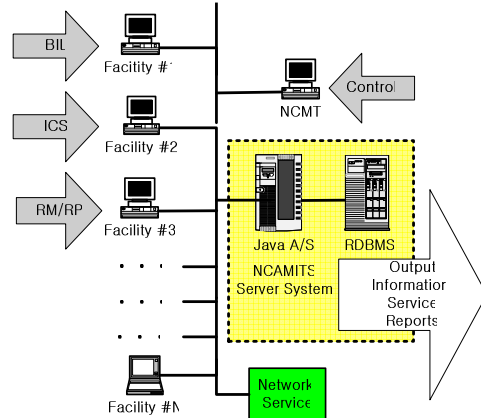 BIL
Facitity #1
Control
NCMT
ICS
Facility #2
RM/RP
Facility #3
Java A/S
RDBMS
NCAMITS
Server System
Output
Information
Service
Reports
Network
Service
Facility #N